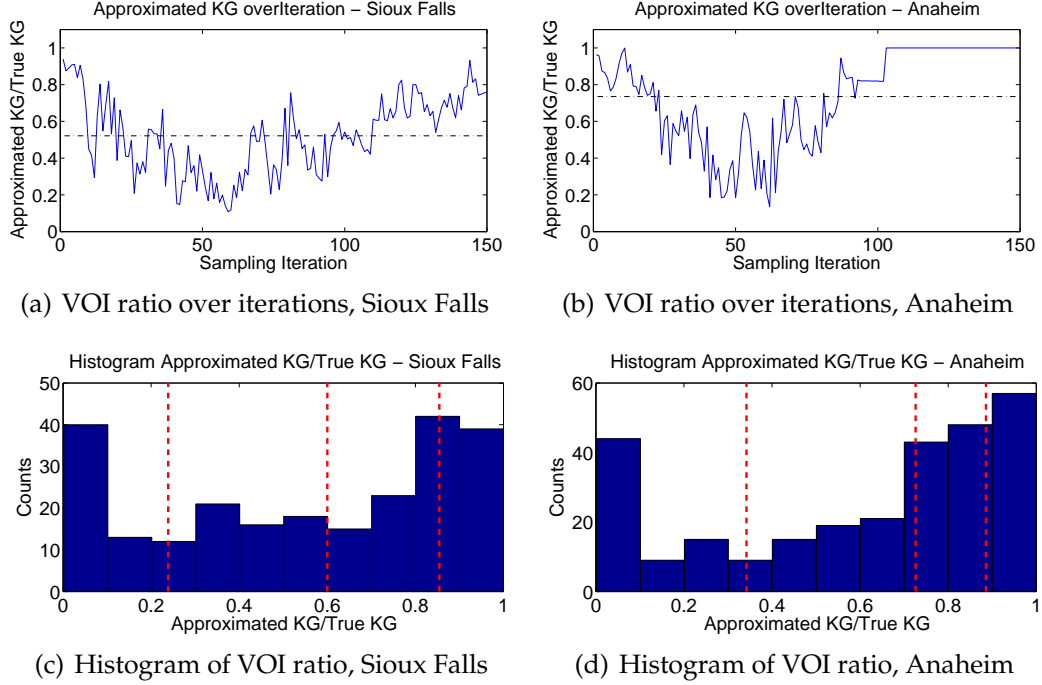 Approximated KG overIteration – Sioux Falls
Approximated KG/True KG
1
0.8
0.6
0.4
0.2
0
0 50 100 150
Sampling Iteration
(a) VOI ratio over iterations, Sioux Falls
Approximated KG overIteration – Anaheim
Approximated KG/True KG
1
0.8
0.6
0.4
0.2
0
0 50 100 150
Sampling Iteration
(b) VOI ratio over iterations, Anaheim
Histogram Approximated KG/True KG – Sioux Falls
Counts
50
40
30
20
10
0
0 0.2 0.4 0.6 0.8 1
Approximated KG/True KG
(c) Histogram of VOI ratio, Sioux Falls
Histogram Approximated KG/True KG – Anaheim
Counts
60
40
20
0
0 0.2 0.4 0.6 0.8 1
Approximated KG/True KG
(d) Histogram of VOI ratio, Anaheim